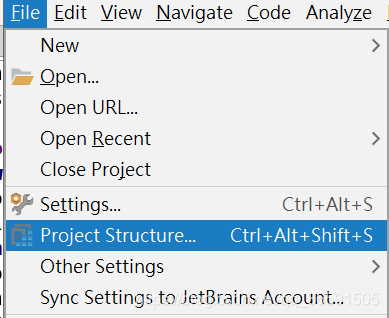 File Edit View Navigate Code Analyze
New
Open...
Open URL...
Open Recent
Close Project
Settings... Ctrl+Alt+S
Project Structure... Ctrl+Alt+Shift+S
Other Settings
Sync Settings to JetBrains Account...